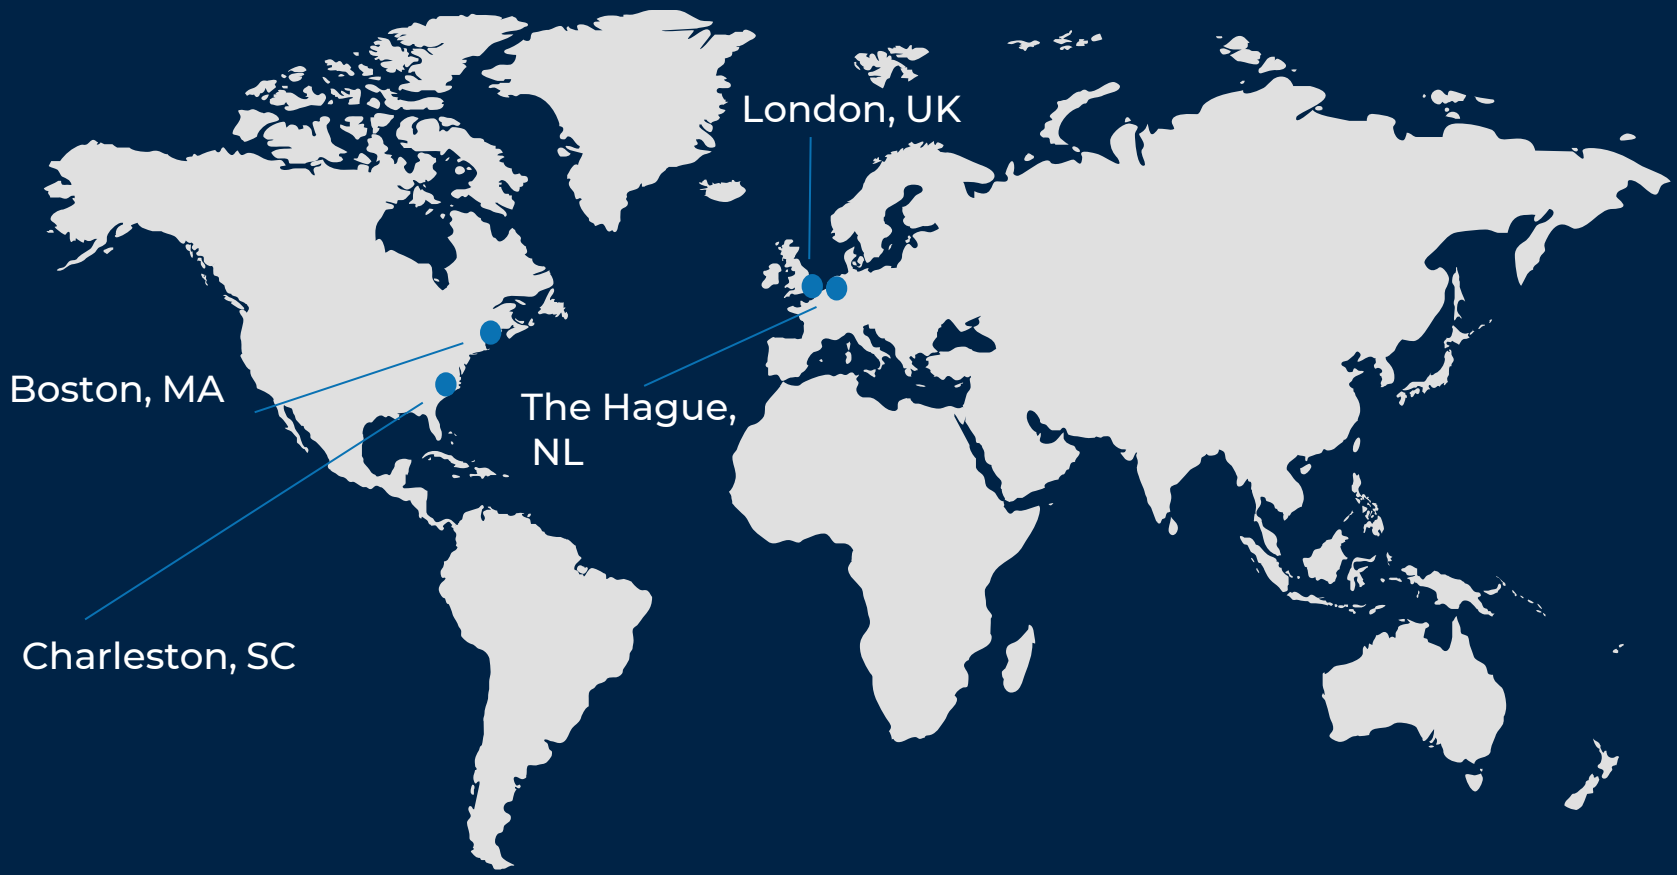 London, UK
Boston, MA
The Hague,
NL
Charleston, SC